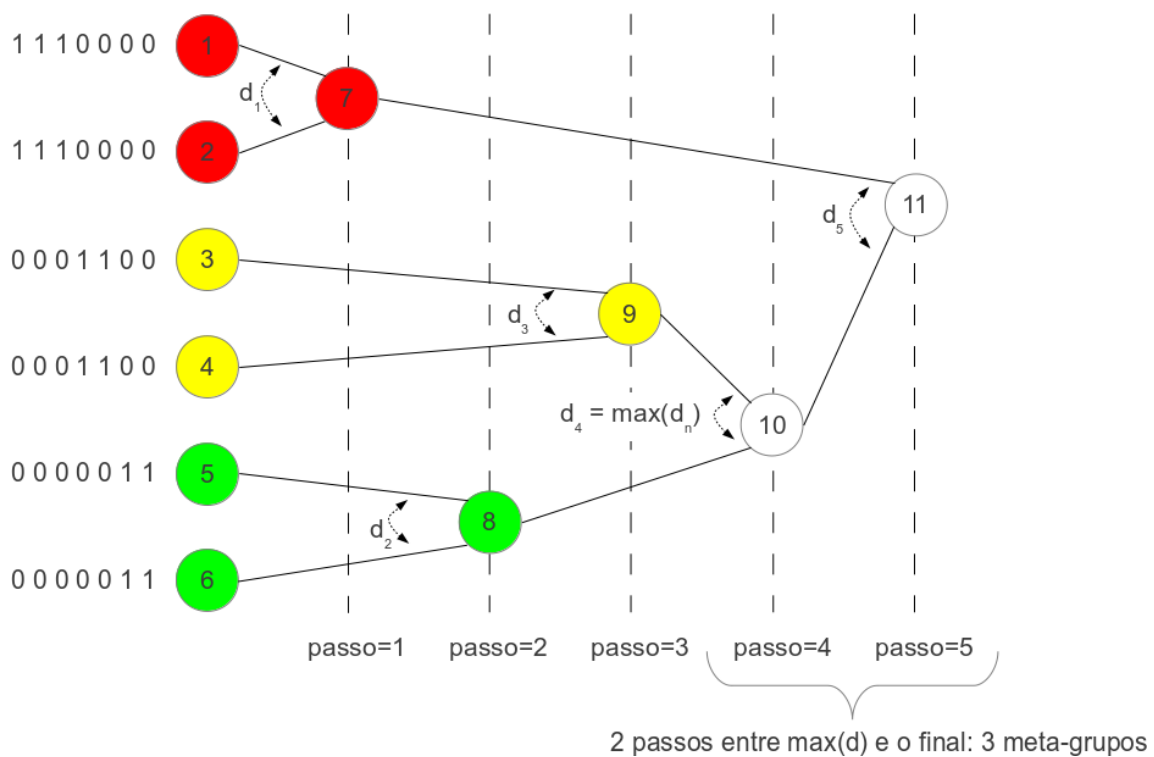 1 1 1 0 0 0 0
1
7
d₁
1 1 1 0 0 0 0
2
11
d₅
0 0 0 1 1 0 0
3
9
d₃
0 0 0 1 1 0 0
4
d₄ = max(dₙ)
10
0 0 0 0 0 1 1
5
8
d₂
0 0 0 0 0 1 1
6
passo=1 passo=2 passo=3 passo=4 passo=5
2 passos entre max(d) e o final: 3 meta-grupos